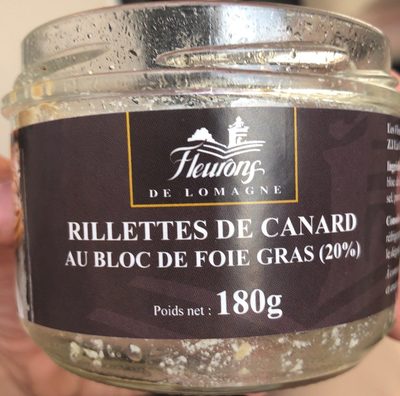 Fleurons
DE LOMAGNE
RILLETTES DE CANARD
AU BLOC DE FOIE GRAS (20%)
Poids net : 180g